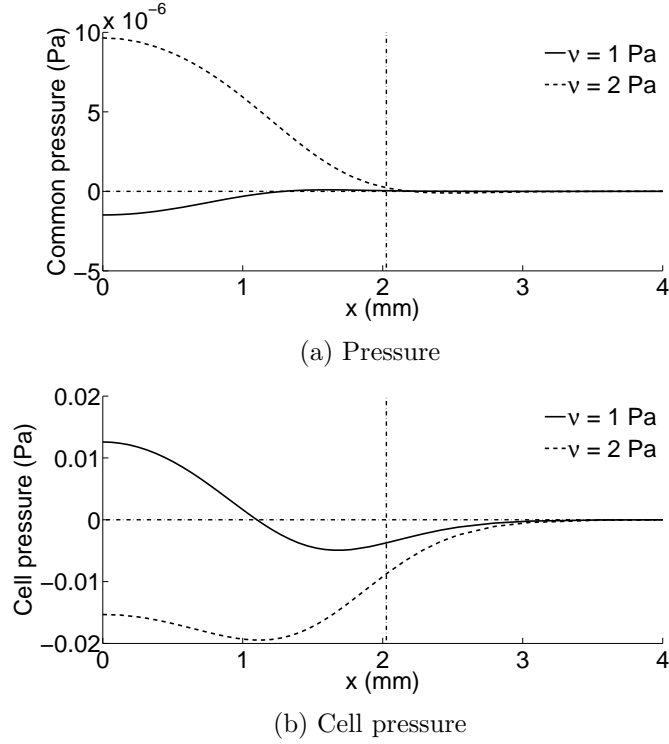 10 x 10⁻⁶
Common pressure (Pa)
5
0
−5
ν = 1 Pa
ν = 2 Pa
0 1 2 3 4
x (mm)
(a) Pressure
Cell pressure (Pa)
0.02
0.01
0
−0.01
−0.02
ν = 1 Pa
ν = 2 Pa
0 1 2 3 4
x (mm)
(b) Cell pressure